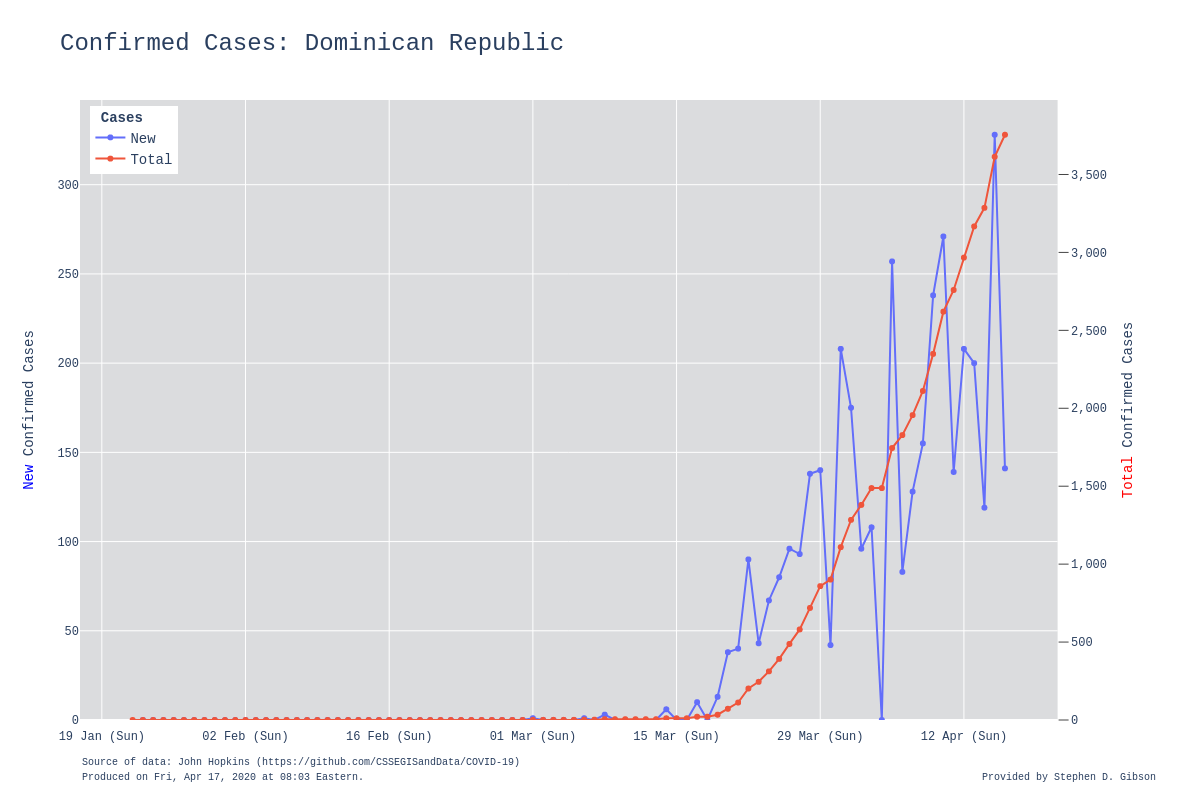 Confirmed Cases: Dominican Republic
Cases
New
Total
300
250
200
150
100
50
0
New Confirmed Cases
3,500
3,000
2,500
2,000
1,500
1,000
500
0
Total Confirmed Cases
19 Jan (Sun) 02 Feb (Sun) 16 Feb (Sun) 01 Mar (Sun) 15 Mar (Sun) 29 Mar (Sun) 12 Apr (Sun)
Source of data: John Hopkins (https://github.com/CSSEGISandData/COVID-19)
Produced on Fri, Apr 17, 2020 at 08:03 Eastern.
Provided by Stephen D. Gibson